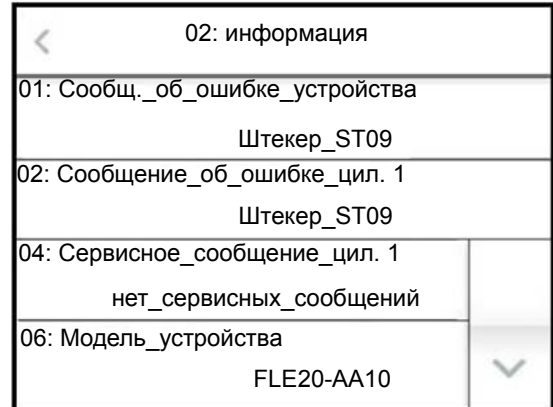 02: информация
01: Сообщ._об_ошибке_устройства
Штекер_ST09
02: Сообщение_об_ошибке_цил. 1
Штекер_ST09
04: Сервисное_сообщение_цил. 1
нет_сервисных_сообщений
06: Модель_устройства
FLE20-AA10